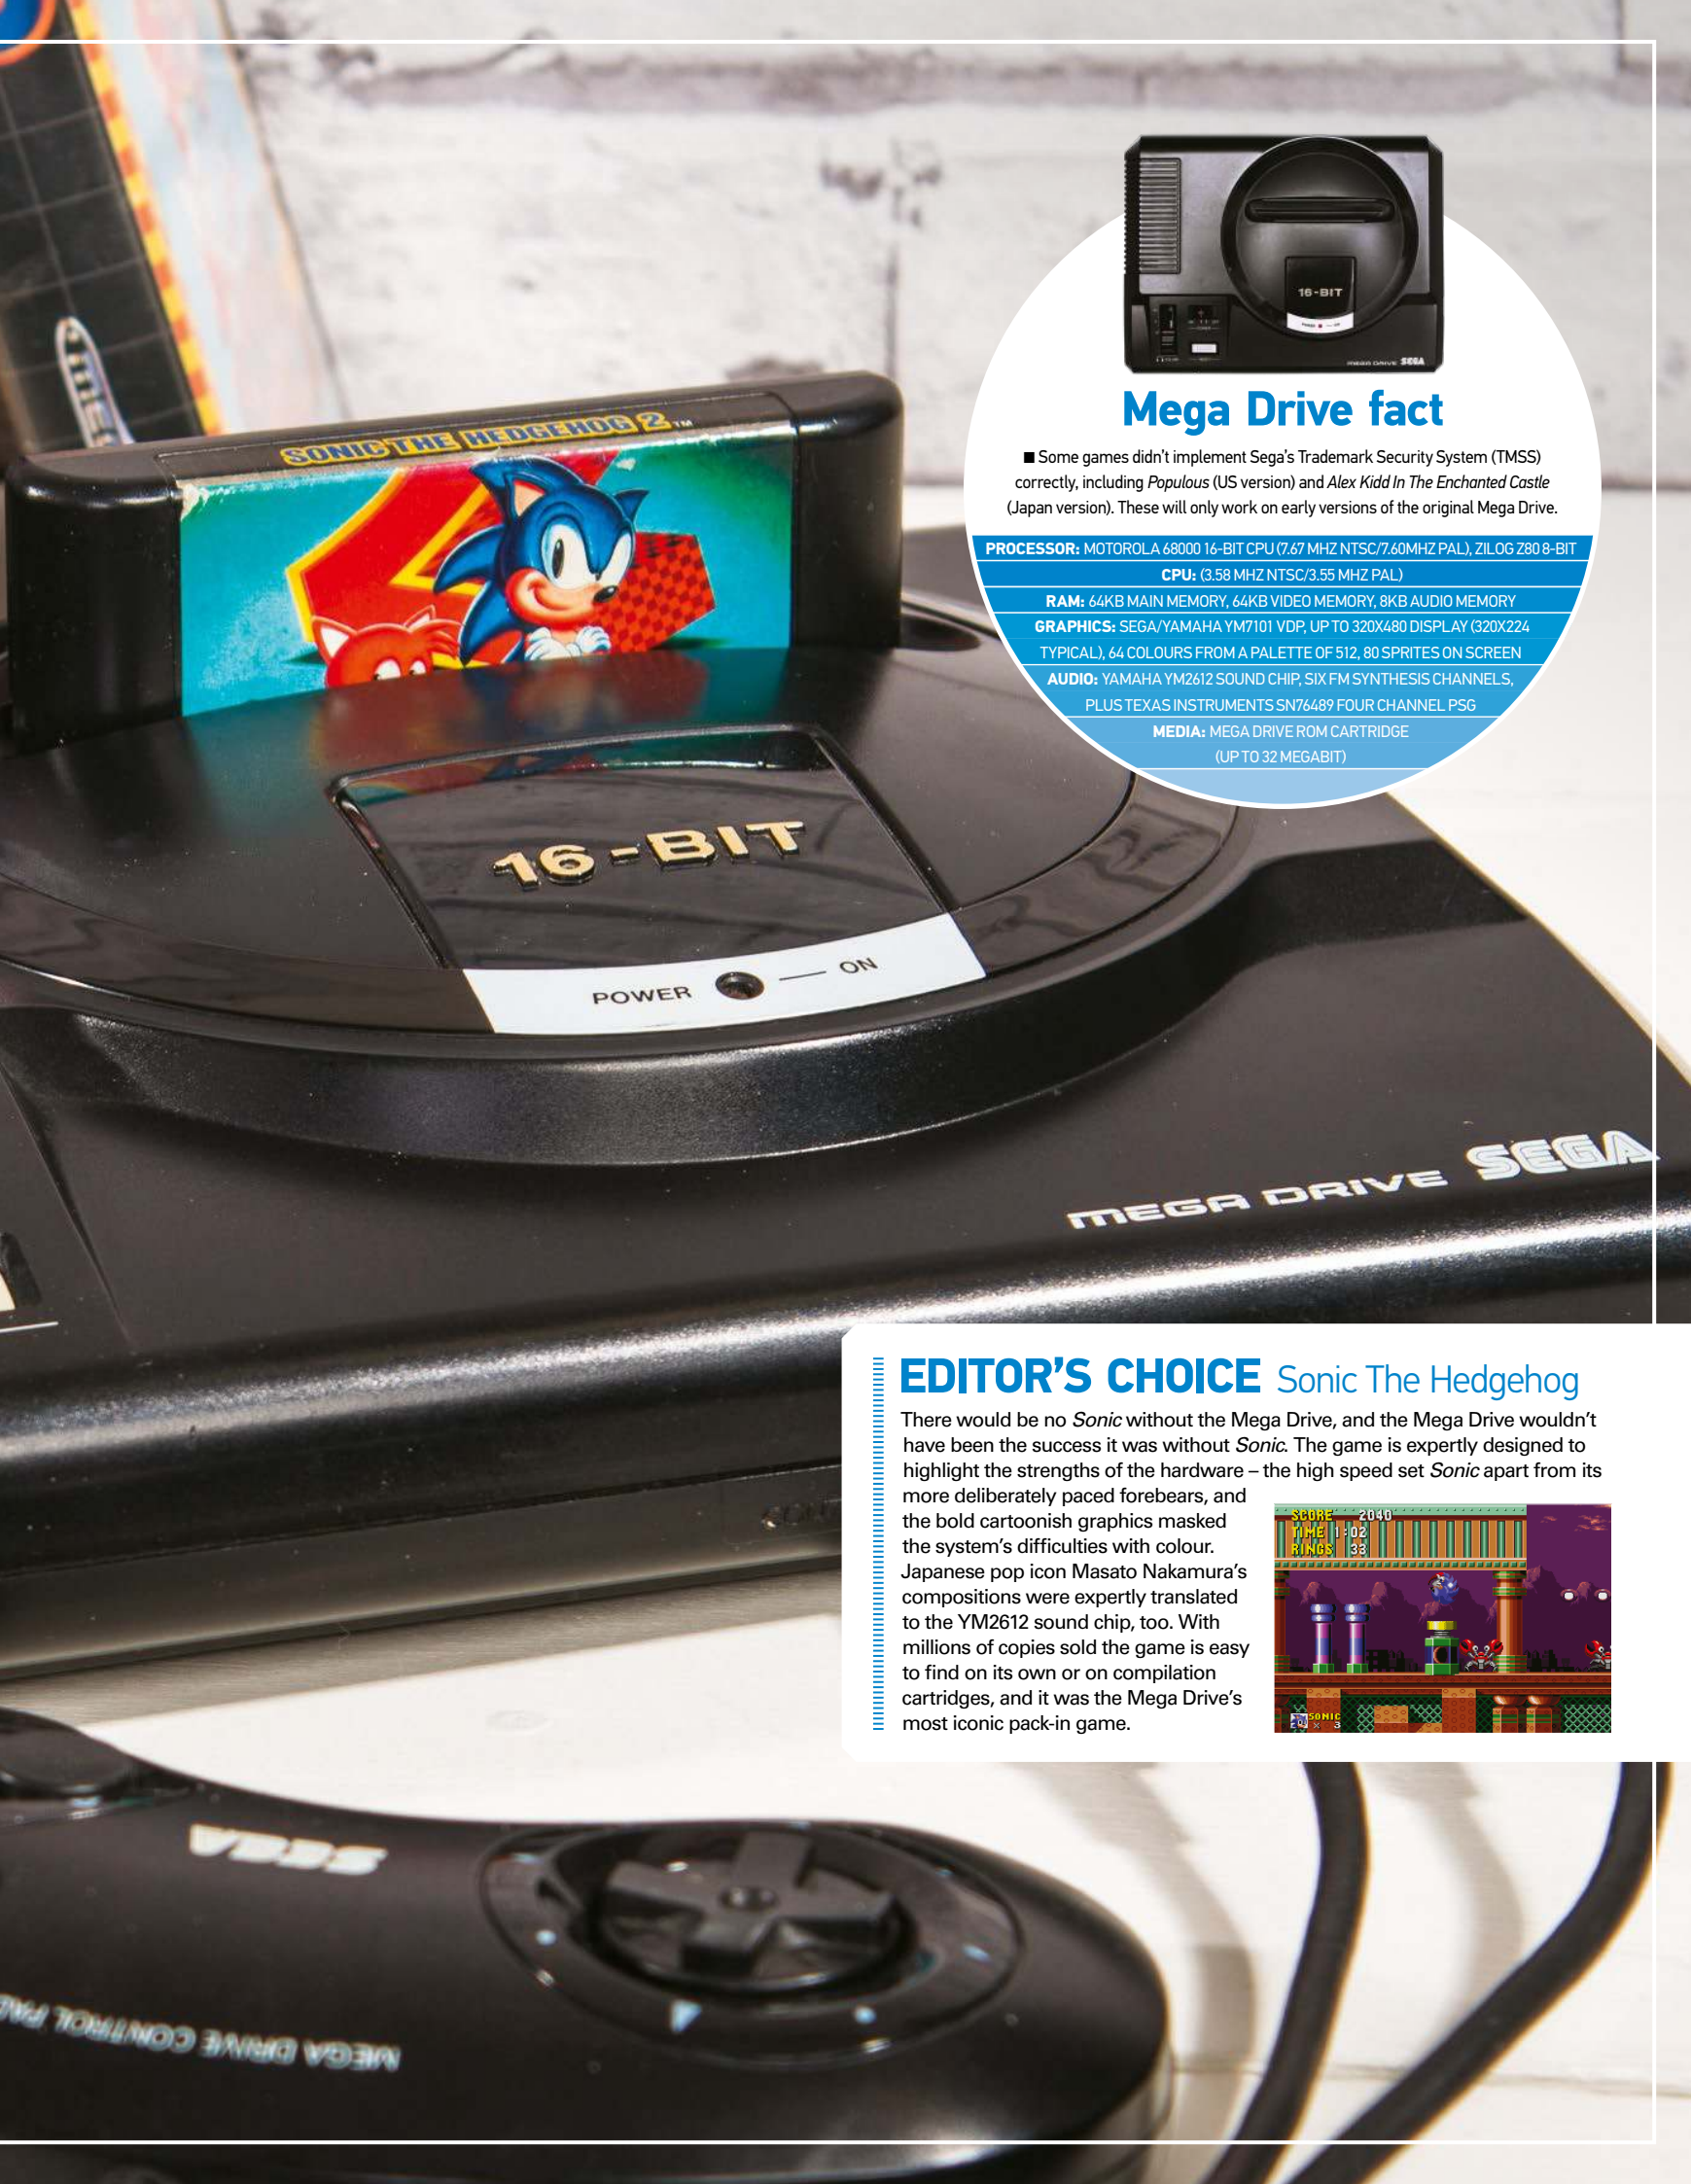 16-BIT
MEGA DRIVE SEGA
Mega Drive fact
■ Some games didn't implement Sega's Trademark Security System (TMSS)
correctly, including Populous (US version) and Alex Kidd In The Enchanted Castle
(Japan version). These will only work on early versions of the original Mega Drive.
PROCESSOR: MOTOROLA 68000 16-BIT CPU (7.67 MHZ NTSC/7.60MHZ PAL), ZILOG Z80 8-BIT
CPU: (3.58 MHZ NTSC/3.55 MHZ PAL)
RAM: 64KB MAIN MEMORY, 64KB VIDEO MEMORY, 8KB AUDIO MEMORY
GRAPHICS: SEGA/YAMAHA YM7101 VDP, UP TO 320X480 DISPLAY (320X224
TYPICAL), 64 COLOURS FROM A PALETTE OF 512, 80 SPRITES ON SCREEN
AUDIO: YAMAHA YM2612 SOUND CHIP, SIX FM SYNTHESIS CHANNELS,
PLUS TEXAS INSTRUMENTS SN76489 FOUR CHANNEL PSG
MEDIA: MEGA DRIVE ROM CARTRIDGE
(UP TO 32 MEGABIT)
SONIC THE HEDGEHOG 2 TM
16-BIT
POWER ON
MEGA DRIVE SEGA
EDITOR'S CHOICE Sonic The Hedgehog
There would be no Sonic without the Mega Drive, and the Mega Drive wouldn't
have been the success it was without Sonic. The game is expertly designed to
highlight the strengths of the hardware – the high speed set Sonic apart from its
more deliberately paced forebears, and
the bold cartoonish graphics masked
the system's difficulties with colour.
Japanese pop icon Masato Nakamura's
compositions were expertly translated
to the YM2612 sound chip, too. With
millions of copies sold the game is easy
to find on its own or on compilation
cartridges, and it was the Mega Drive's
most iconic pack-in game.
SCORE 2040
TIME 1:02
RINGS 33
SONIC
× 3
SEGA
MEGA DRIVE CONTROL PAD